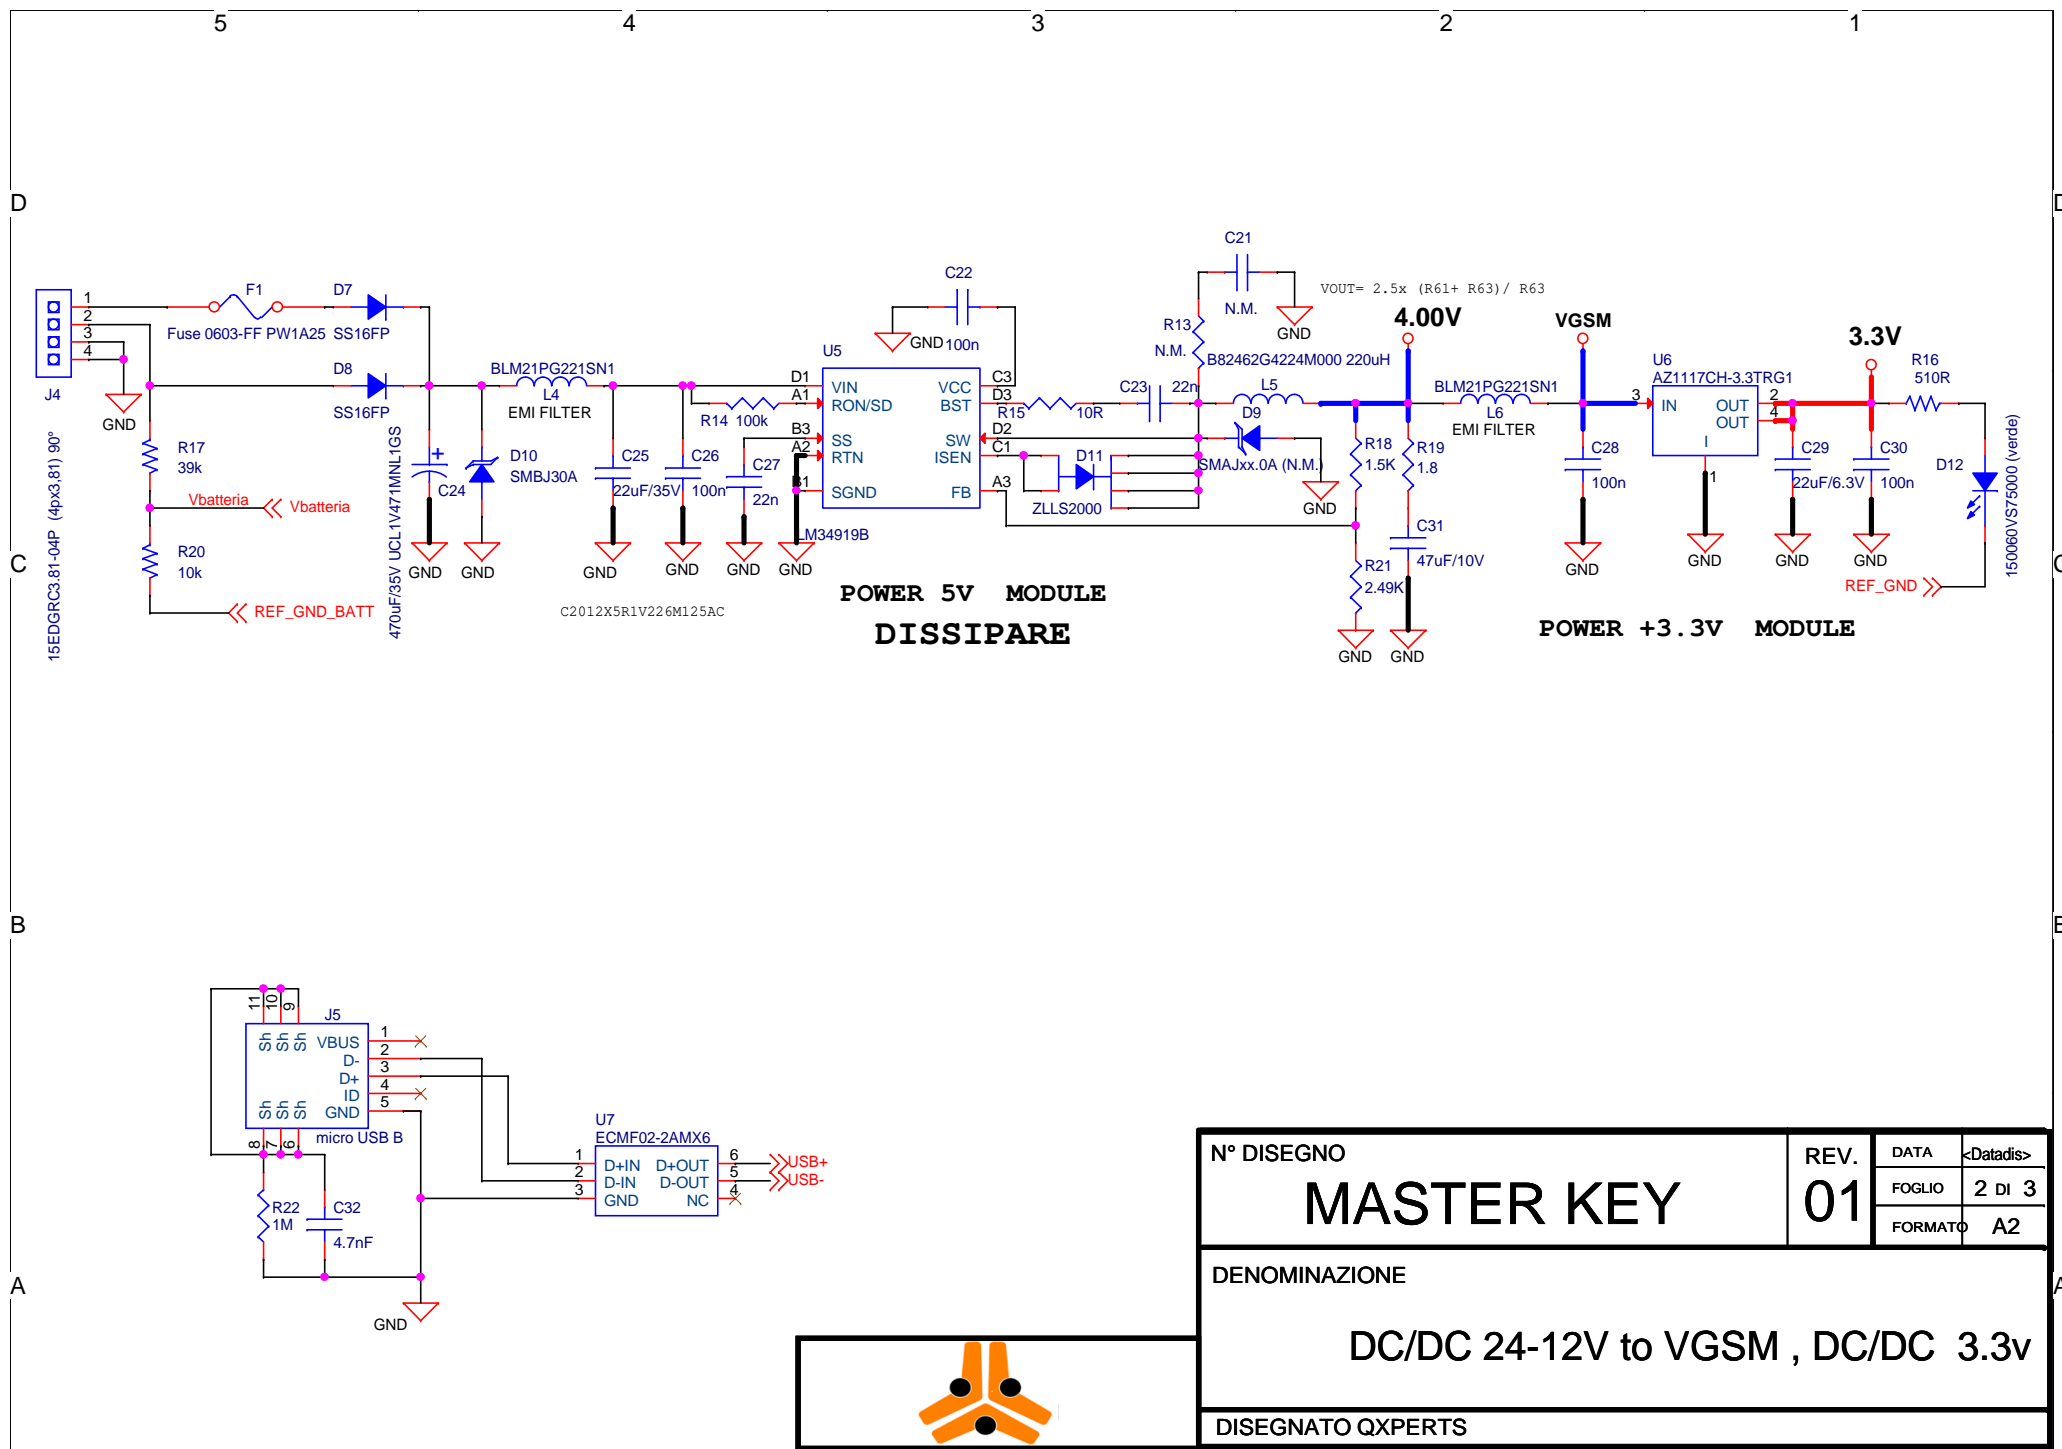 5 4 3 2 1
D
D
C21
N.M.
C22
GND 100n
VOUT= 2.5x (R61+ R63)/ R63
4.00V
VGSM
3.3V
GND
R13
N.M.
B82462G4224M000 220uH
1
2
3
4
J4
GND
F1
Fuse 0603-FF PW1A25
D7
SS16FP
D8
SS16FP
BLM21PG221SN1
L4
EMI FILTER
U5
D1 VIN
A1 RON/SD
B3 SS
A2 RTN
B1 SGND
VCC C3
BST D3
SW D2
ISEN C1
FB A3
LM34919B
R14 100k
R15 10R
C23 22n
L5
D9
SMAJxx.0A (N.M.)
GND
D11
ZLLS2000
BLM21PG221SN1
L6
EMI FILTER
U6
AZ1117CH-3.3TRG1
3 IN
OUT 2
OUT 4
I
1
R16
510R
15EDGRC3.81-04P (4px3,81) 90°
R17
39k
Vbatteria
Vbatteria
R20
10k
REF_GND_BATT
470uF/35V UCL1V471MNL1GS
C24
D10
SMBJ30A
C25
22uF/35V
C26
100n
C27
22n
GND
GND
GND
GND
GND
GND
C2012X5R1V226M125AC
R18
1.5K
R19
1.8
C31
47uF/10V
R21
2.49K
GND
GND
C28
100n
GND
GND
C29
22uF/6.3V
GND
C30
100n
GND
D12
150060VS75000 (verde)
REF_GND
C
C
POWER 5V MODULE
DISSIPARE
POWER +3.3V MODULE
B
B
J5
11 10 9
Sh Sh Sh
VBUS 1
D- 2
D+ 3
ID 4
GND 5
Sh Sh Sh
8 7 6
micro USB B
R22
1M
C32
4.7nF
GND
U7
ECMF02-2AMX6
1 D+IN D+OUT 6
2 D-IN D-OUT 5
3 GND NC 4
USB+
USB-
A
A
N° DISEGNO
MASTER KEY
REV.
01
DATA <Datadis>
FOGLIO 2 DI 3
FORMATO A2
DENOMINAZIONE
DC/DC 24-12V to VGSM , DC/DC 3.3v
DISEGNATO QXPERTS